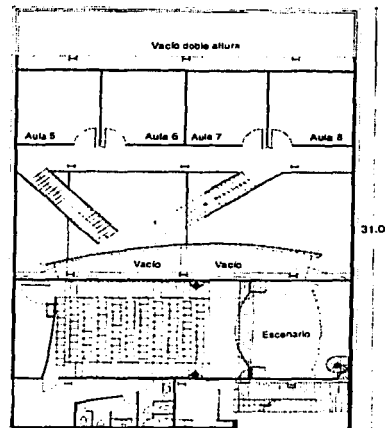 Vacío doble altura
Aula 5
Aula 6
Aula 7
Aula 8
31.0
Vacío
Vacío
Escenario